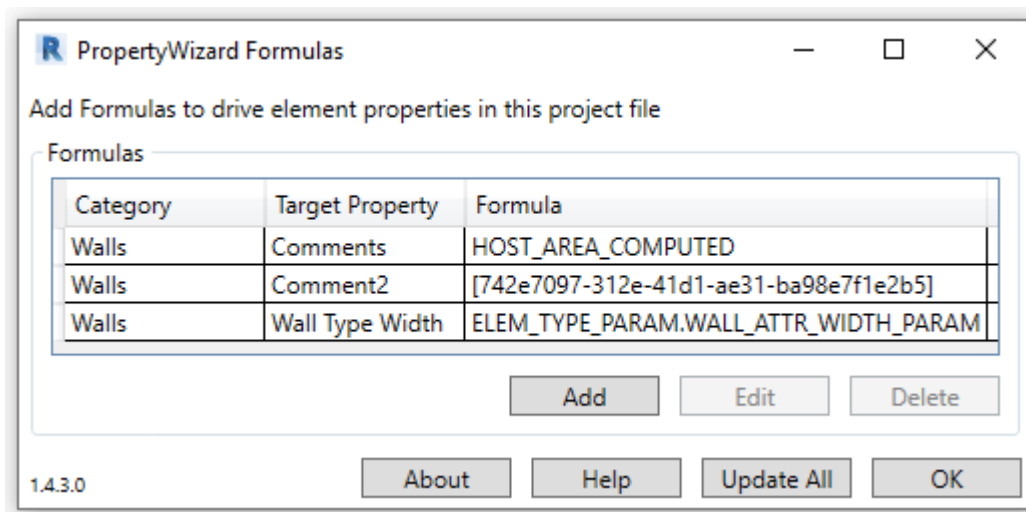 PropertyWizard Formulas
Add Formulas to drive element properties in this project file
Formulas
Category Target Property Formula
Walls Comments HOST_AREA_COMPUTED
Walls Comment2 [742e7097-312e-41d1-ae31-ba98e7f1e2b5]
Walls Wall Type Width ELEM_TYPE_PARAM.WALL_ATTR_WIDTH_PARAM
Add Edit Delete
1.4.3.0 About Help Update All OK